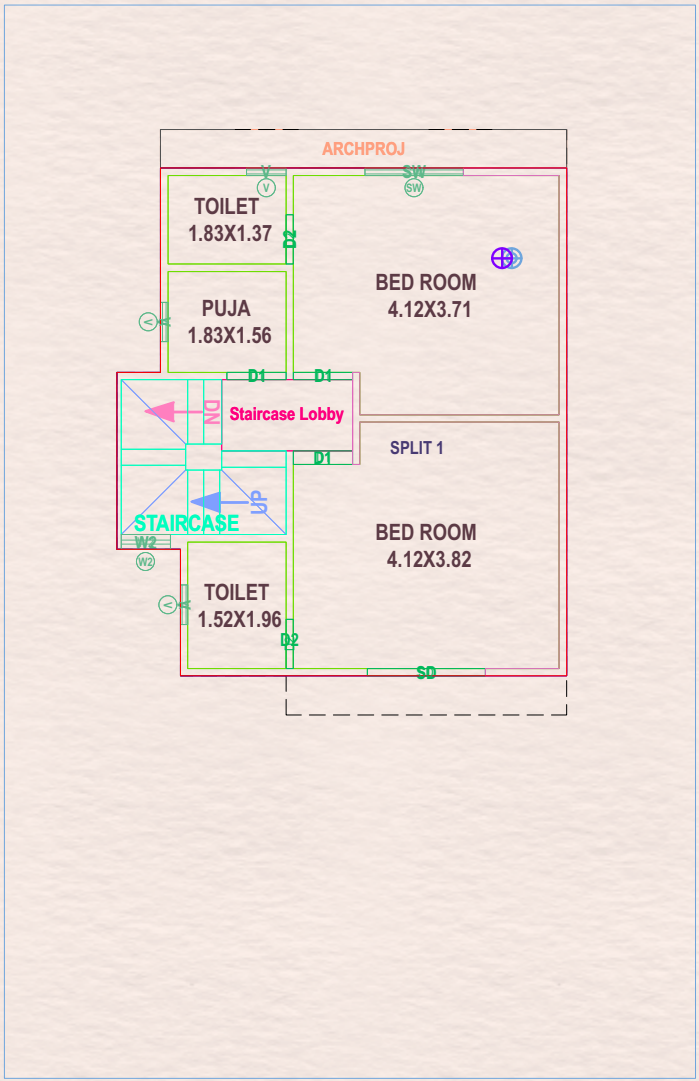 ARCHPROJ
V
SW
V
SW
TOILET
1.83X1.37
D2
BED ROOM
4.12X3.71
PUJA
1.83X1.56
V
V
D1
D1
DN
Staircase Lobby
SPLIT 1
D1
UP
STAIRCASE
W2
W2
BED ROOM
4.12X3.82
TOILET
1.52X1.96
V
V
D2
SD